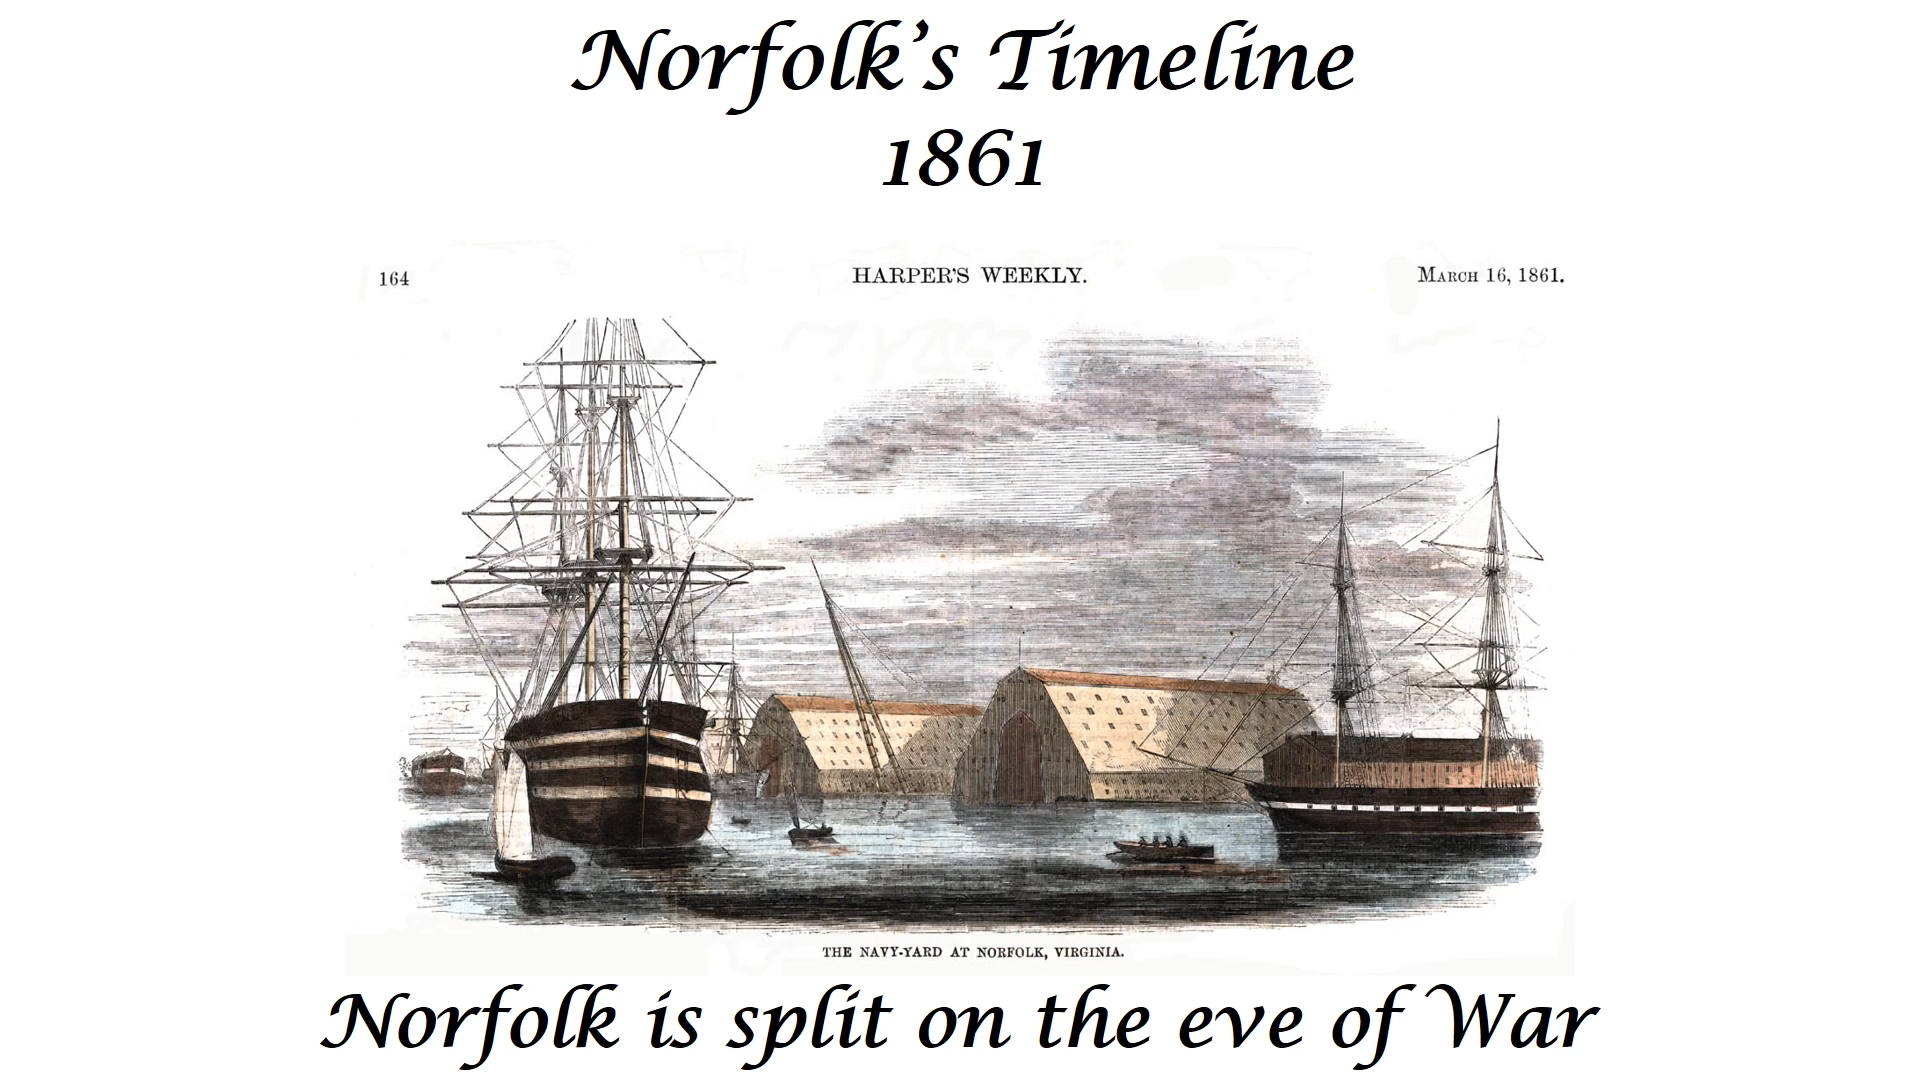 Norfolk's Timeline
1861
164 HARPER'S WEEKLY. MARCH 16, 1861.
THE NAVY-YARD AT NORFOLK, VIRGINIA.
Norfolk is split on the eve of War